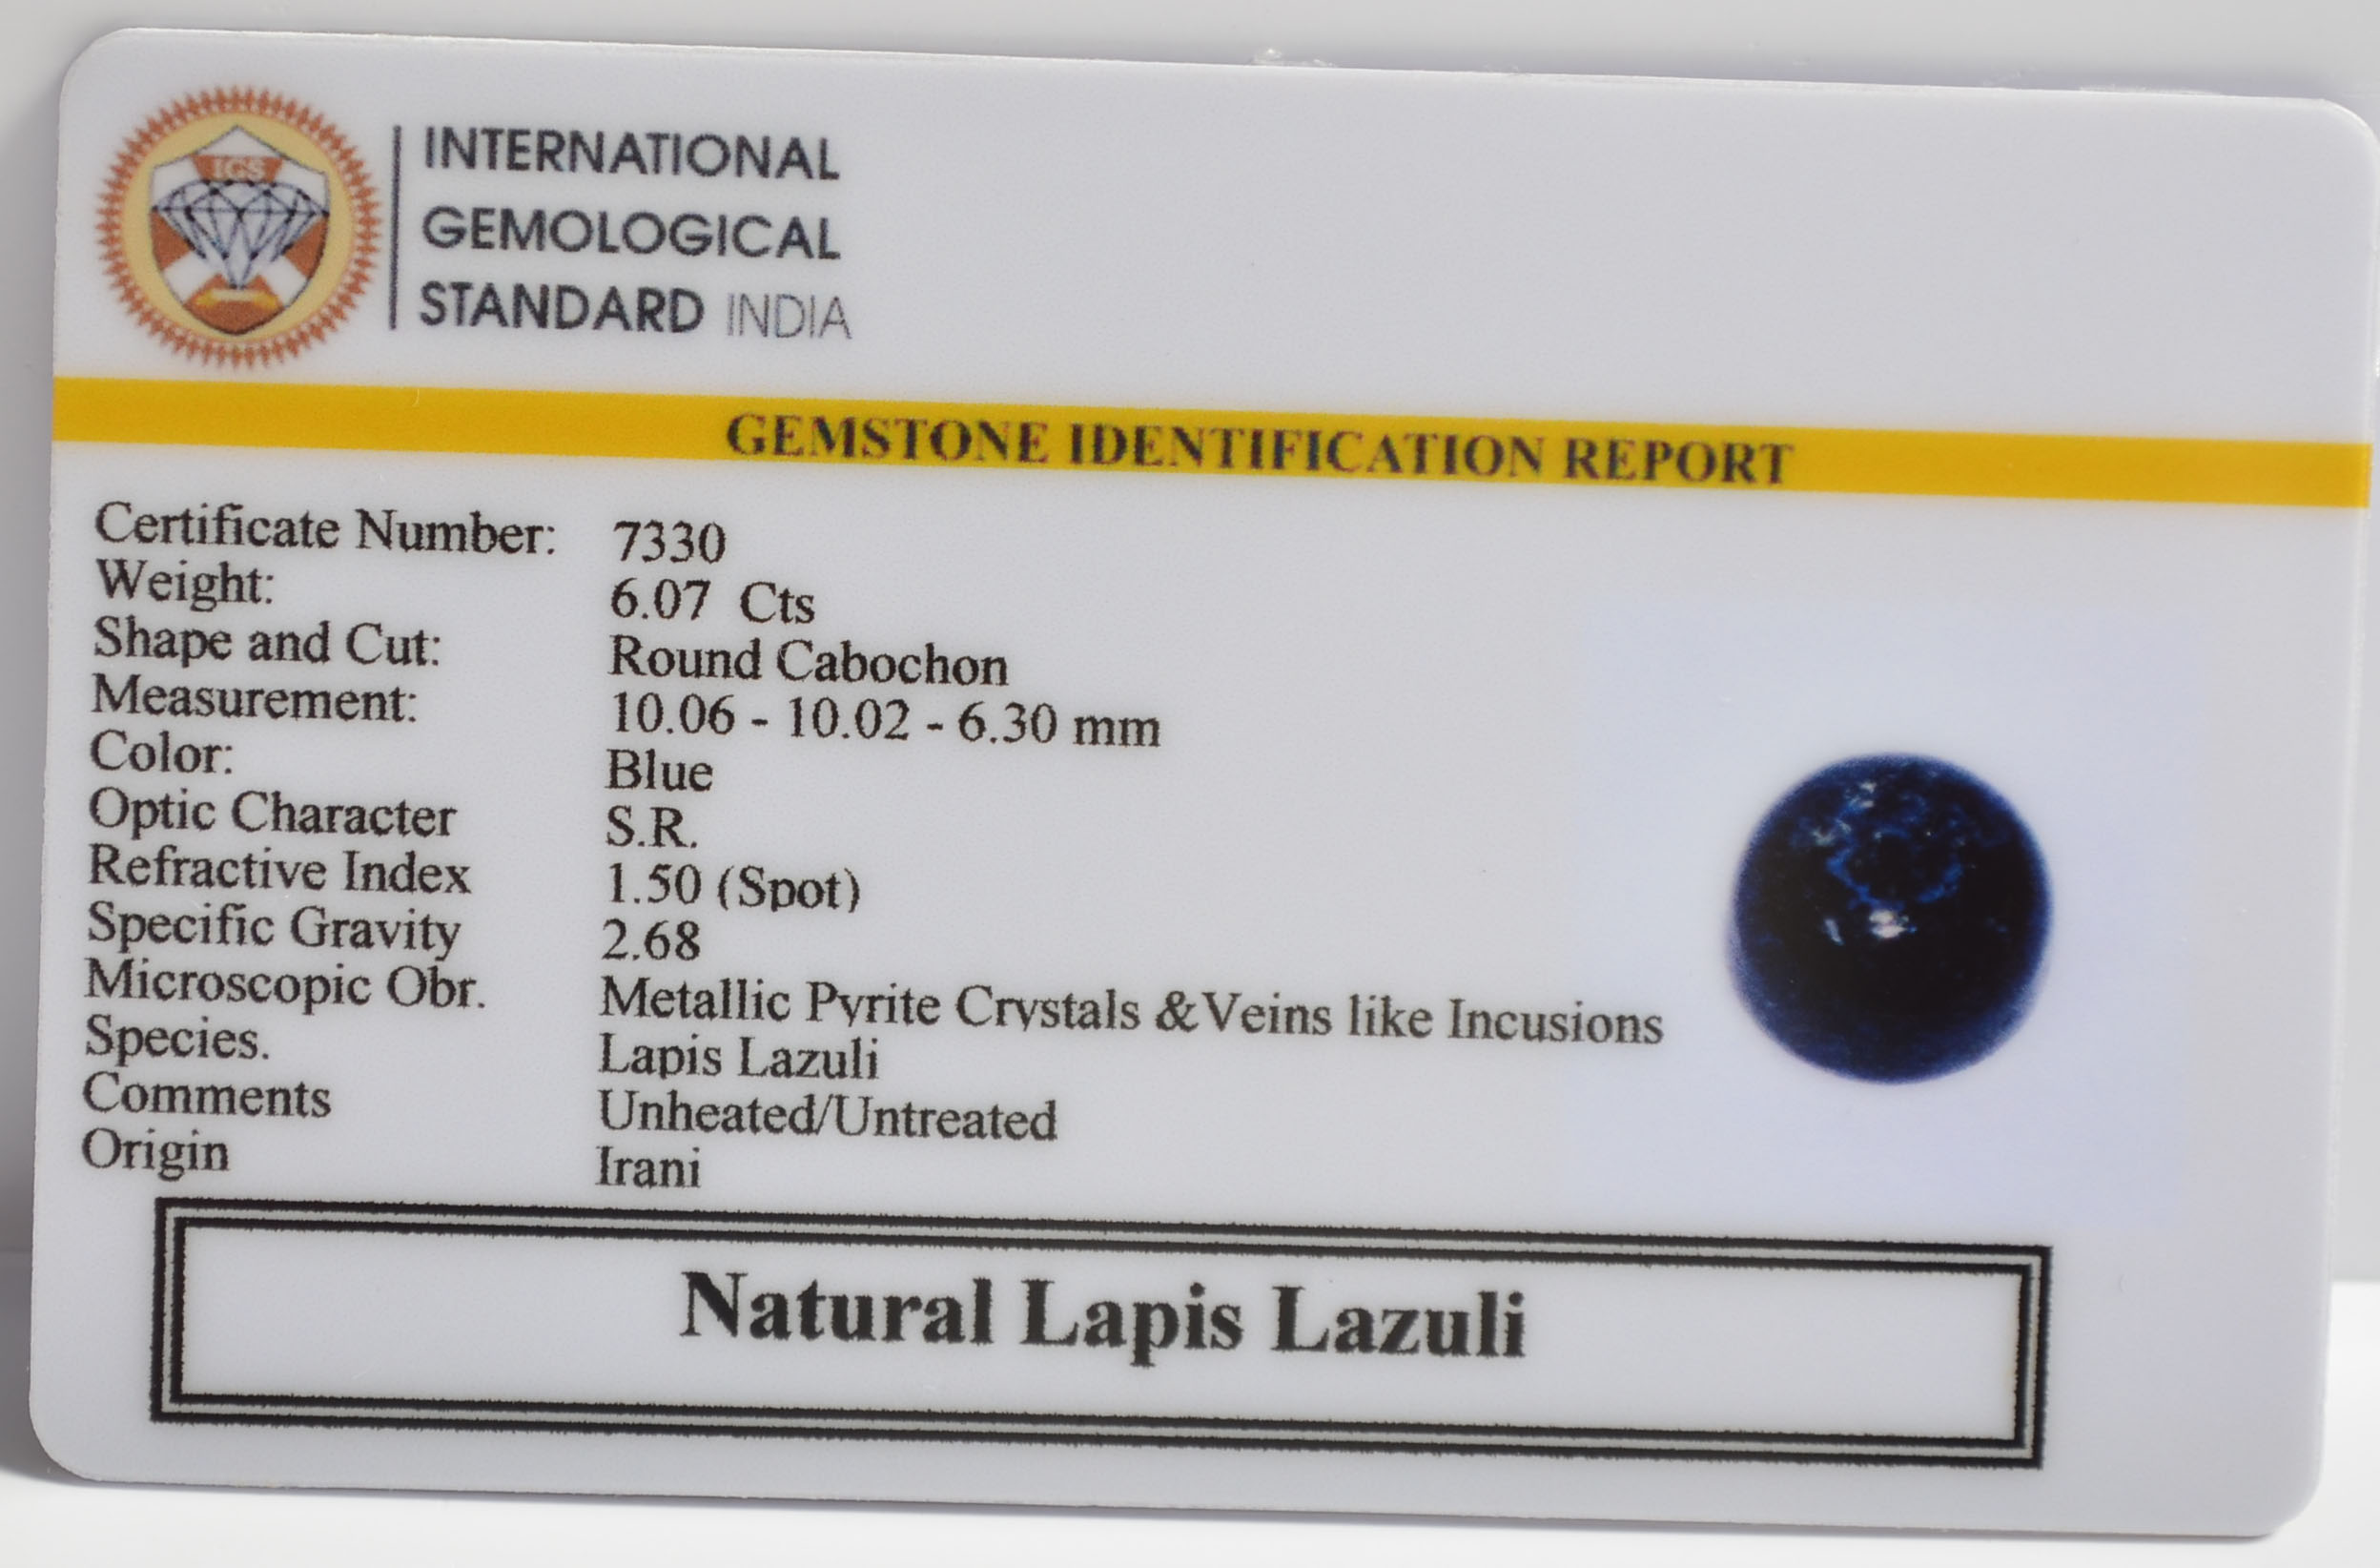 IGS
INTERNATIONAL
GEMOLOGICAL
STANDARD INDIA
GEMSTONE IDENTIFICATION REPORT
Certificate Number: 7330
Weight: 6.07 Cts
Shape and Cut: Round Cabochon
Measurement: 10.06 - 10.02 - 6.30 mm
Color: Blue
Optic Character S.R.
Refractive Index 1.50 (Spot)
Specific Gravity 2.68
Microscopic Obr. Metallic Pyrite Crystals &Veins like Incusions
Species. Lapis Lazuli
Comments Unheated/Untreated
Origin Irani
Natural Lapis Lazuli